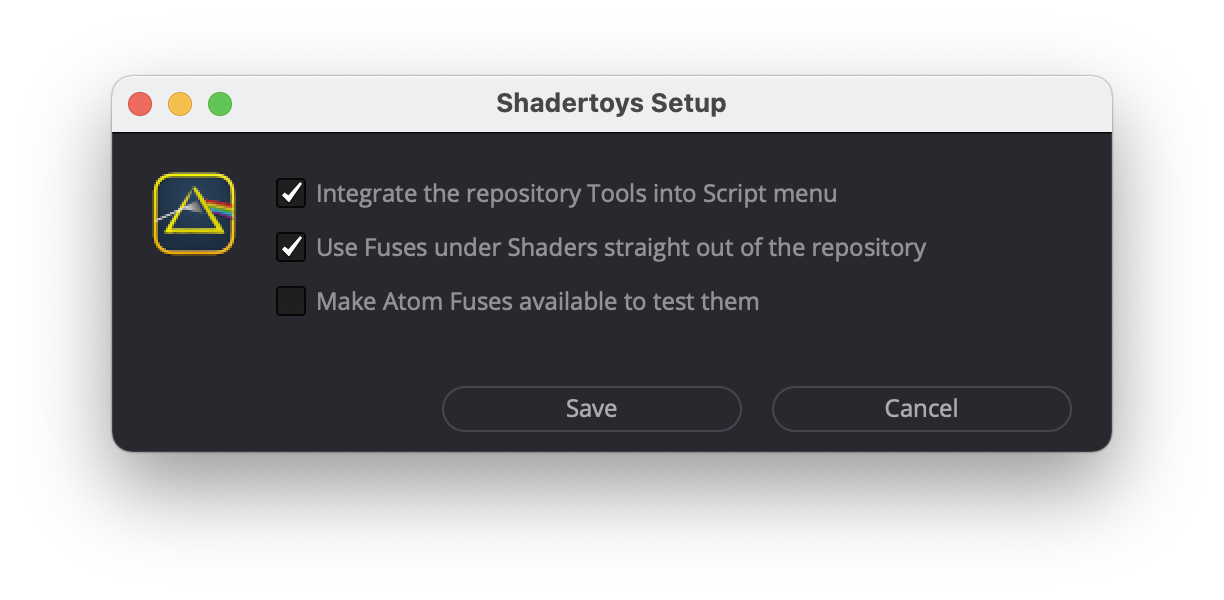 Shadertoys Setup
Integrate the repository Tools into Script menu
Use Fuses under Shaders straight out of the repository
Make Atom Fuses available to test them
Save Cancel